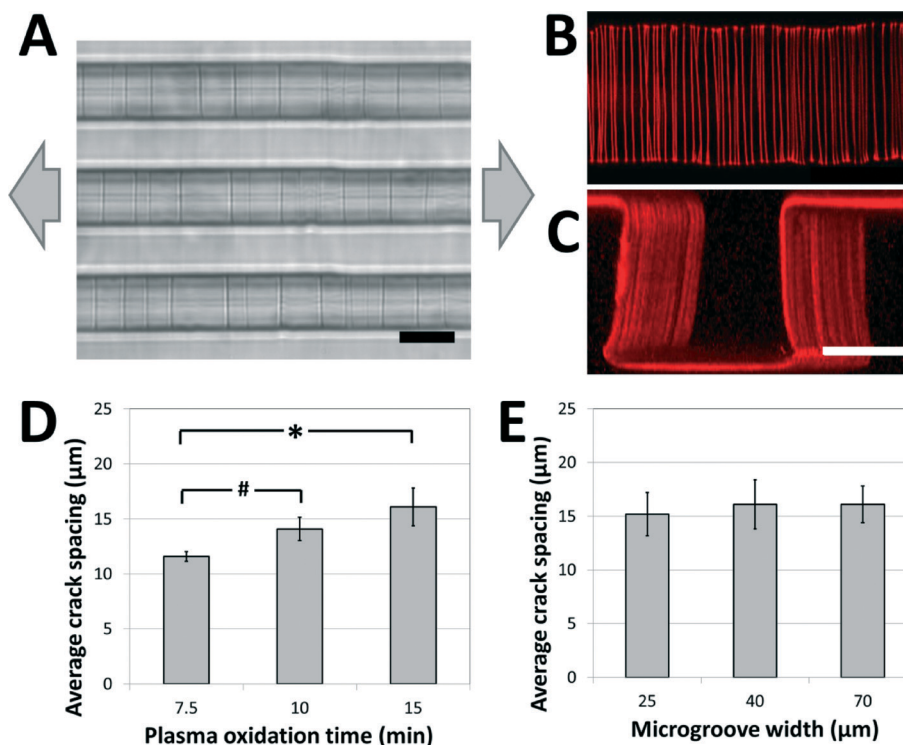 A
B
C
D
Average crack spacing (μm)
25
20
15
10
5
0
*
#
7.5 10 15
Plasma oxidation time (min)
E
Average crack spacing (μm)
25
20
15
10
5
0
25 40 70
Microgroove width (μm)